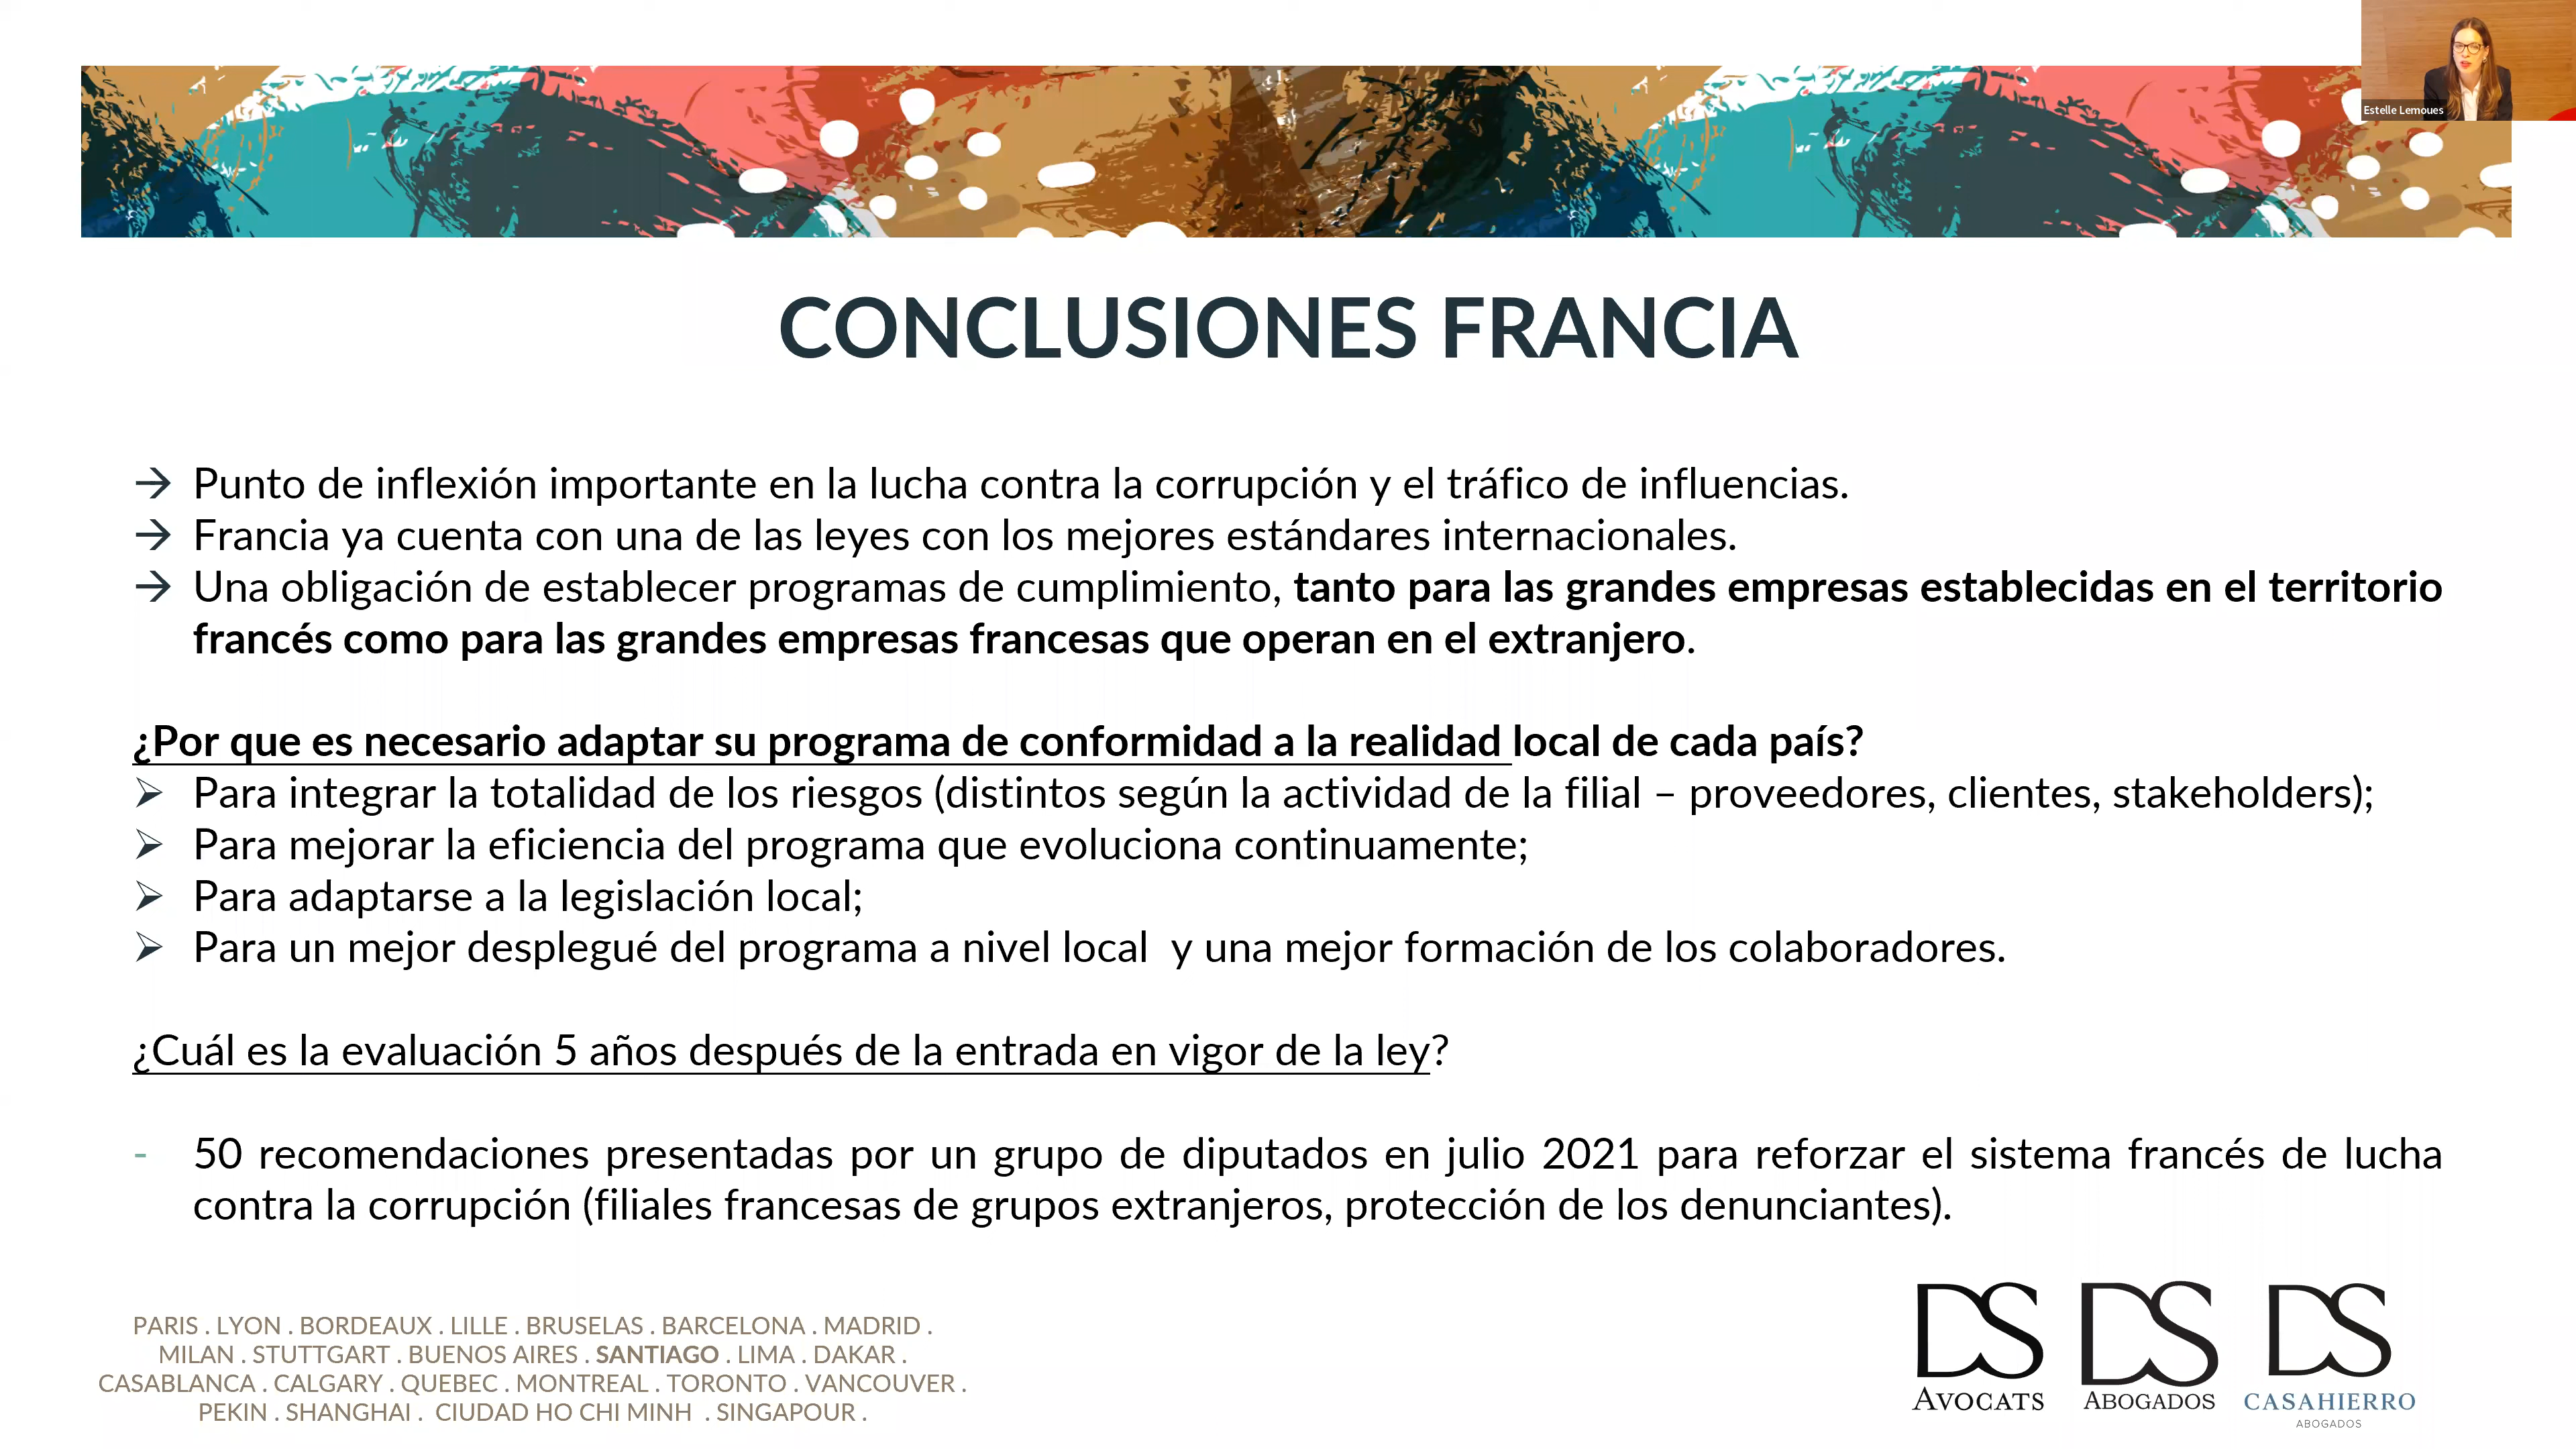 Estelle Lemoues
CONCLUSIONES FRANCIA
→ Punto de inflexión importante en la lucha contra la corrupción y el tráfico de influencias.
→ Francia ya cuenta con una de las leyes con los mejores estándares internacionales.
→ Una obligación de establecer programas de cumplimiento, tanto para las grandes empresas establecidas en el territorio
francés como para las grandes empresas francesas que operan en el extranjero.
¿Por que es necesario adaptar su programa de conformidad a la realidad local de cada país?
➢ Para integrar la totalidad de los riesgos (distintos según la actividad de la filial – proveedores, clientes, stakeholders);
➢ Para mejorar la eficiencia del programa que evoluciona continuamente;
➢ Para adaptarse a la legislación local;
➢ Para un mejor desplegué del programa a nivel local  y una mejor formación de los colaboradores.
¿Cuál es la evaluación 5 años después de la entrada en vigor de la ley?
- 50 recomendaciones presentadas por un grupo de diputados en julio 2021 para reforzar el sistema francés de lucha
contra la corrupción (filiales francesas de grupos extranjeros, protección de los denunciantes).
PARIS . LYON . BORDEAUX . LILLE . BRUSELAS . BARCELONA . MADRID .
MILAN . STUTTGART . BUENOS AIRES . SANTIAGO . LIMA . DAKAR .
CASABLANCA . CALGARY . QUEBEC . MONTREAL . TORONTO . VANCOUVER .
PEKIN . SHANGHAI .  CIUDAD HO CHI MINH  . SINGAPOUR .
DS
AVOCATS
DS
ABOGADOS
DS
CASAHIERRO
ABOGADOS